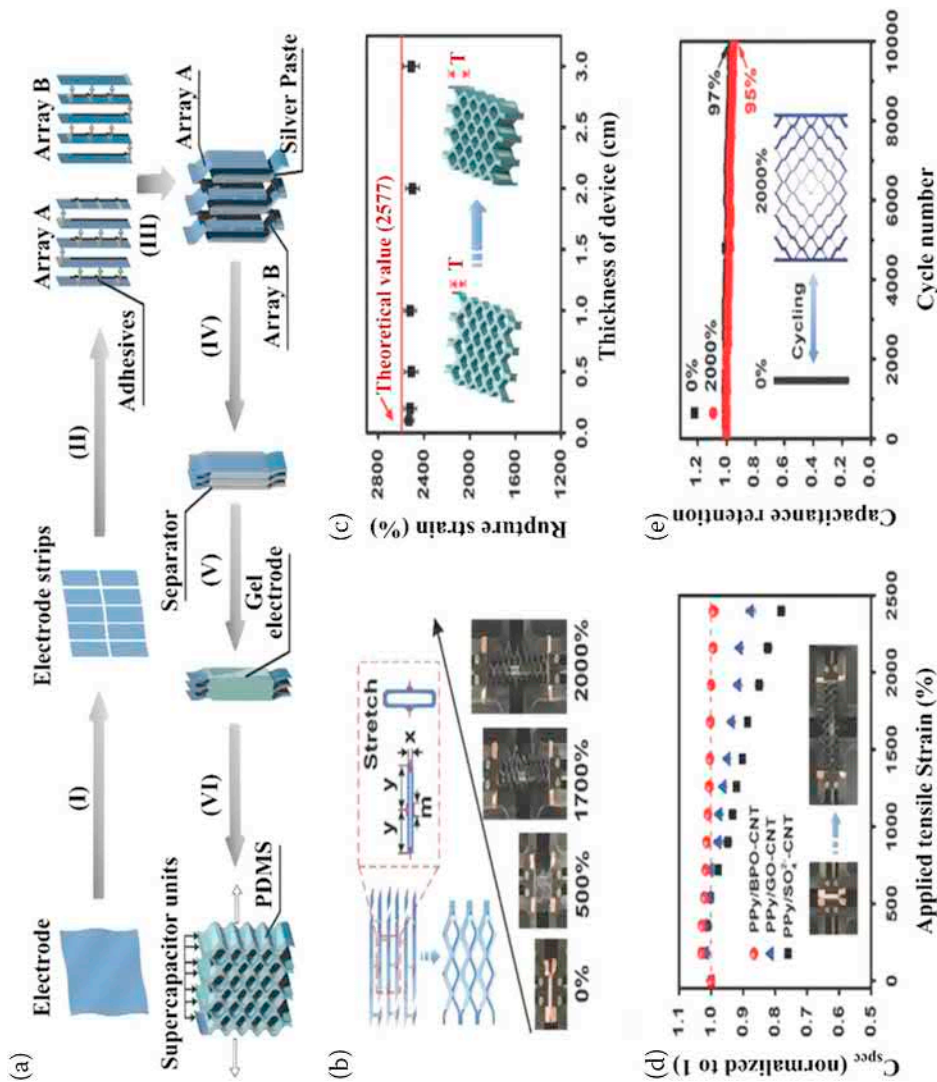 (a)
Electrode
(I)
Electrode strips
(II)
Array A
Array B
Adhesives
(III)
Array A
Silver Paste
Array B
(IV)
Separator
(V)
Gel
electrode
(VI)
Supercapacitor units
PDMS
(b)
Stretch
y
y
x
m
0%
500%
1700%
2000%
(c)
Rupture strain (%)
2800
2400
2000
1600
1200
Theoretical value (2577)
T
T
0.0
0.5
1.0
1.5
2.0
2.5
3.0
Thickness of device (cm)
(d)
C_spec (normalized to 1)
1.1
1.0
0.9
0.8
0.7
0.6
0.5
PPy/BPO-CNT
PPy/GO-CNT
PPy/SO₄²⁻-CNT
0
500
1000
1500
2000
2500
Applied tensile Strain (%)
(e)
Capacitance retention
1.2
1.0
0.8
0.6
0.4
0.2
0.0
0%
2000%
97%
95%
0%
Cycling
2000%
0
2000
4000
6000
8000
10000
Cycle number